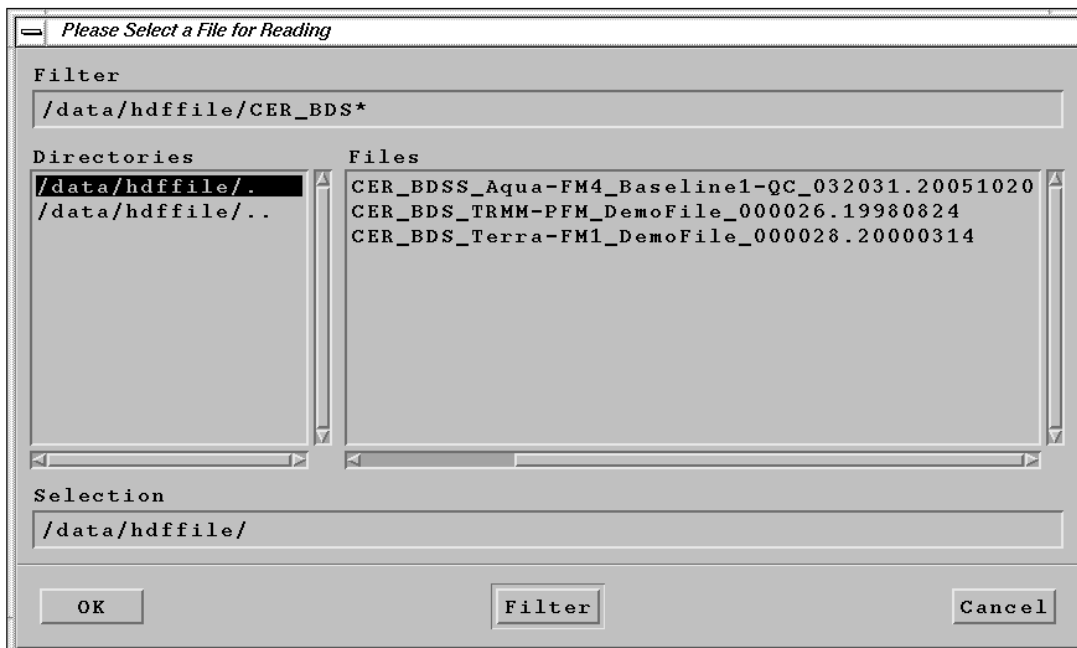 Please Select a File for Reading
Filter
/data/hdffile/CER_BDS*
Directories
/data/hdffile/.
/data/hdffile/..
Files
CER_BDSS_Aqua-FM4_Baseline1-QC_032031.20051020
CER_BDS_TRMM-PFM_DemoFile_000026.19980824
CER_BDS_Terra-FM1_DemoFile_000028.20000314
Selection
/data/hdffile/
OK
Filter
Cancel